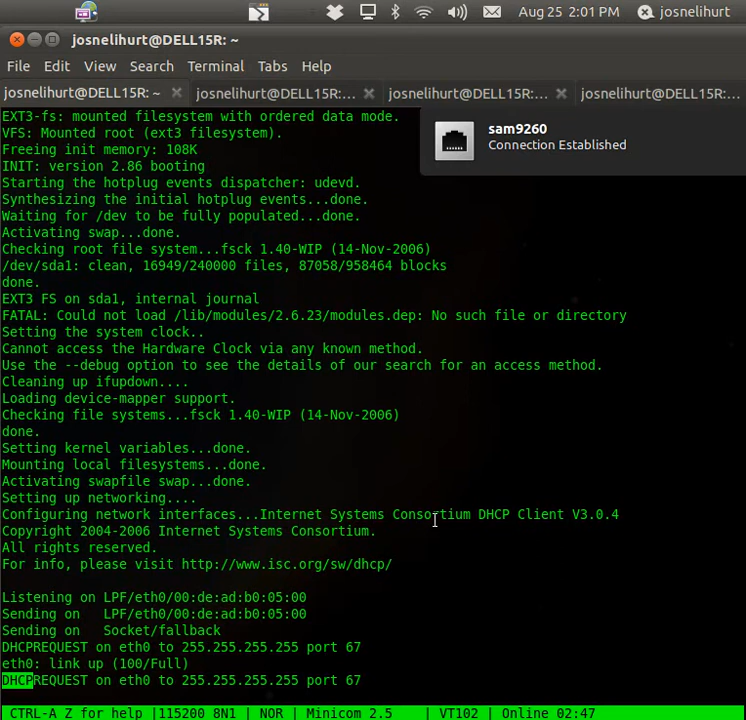 Aug 25 2:01 PM josnelihurt
josnelihurt@DELL15R: ~
File Edit View Search Terminal Tabs Help
josnelihurt@DELL15R: ~ josnelihurt@DELL15R:... josnelihurt@DELL15R:... josnelihurt@DELL15R:...
sam9260
Connection Established
EXT3-fs: mounted filesystem with ordered data mode.
VFS: Mounted root (ext3 filesystem).
Freeing init memory: 108K
INIT: version 2.86 booting
Starting the hotplug events dispatcher: udevd.
Synthesizing the initial hotplug events...done.
Waiting for /dev to be fully populated...done.
Activating swap...done.
Checking root file system...fsck 1.40-WIP (14-Nov-2006)
/dev/sda1: clean, 16949/240000 files, 87058/958464 blocks
done.
EXT3 FS on sda1, internal journal
FATAL: Could not load /lib/modules/2.6.23/modules.dep: No such file or directory
Setting the system clock..
Cannot access the Hardware Clock via any known method.
Use the --debug option to see the details of our search for an access method.
Cleaning up ifupdown....
Loading device-mapper support.
Checking file systems...fsck 1.40-WIP (14-Nov-2006)
done.
Setting kernel variables...done.
Mounting local filesystems...done.
Activating swapfile swap...done.
Setting up networking....
Configuring network interfaces...Internet Systems Consortium DHCP Client V3.0.4
Copyright 2004-2006 Internet Systems Consortium.
All rights reserved.
For info, please visit http://www.isc.org/sw/dhcp/
Listening on LPF/eth0/00:de:ad:b0:05:00
Sending on   LPF/eth0/00:de:ad:b0:05:00
Sending on   Socket/fallback
DHCPREQUEST on eth0 to 255.255.255.255 port 67
eth0: link up (100/Full)
DHCPREQUEST on eth0 to 255.255.255.255 port 67
CTRL-A Z for help |115200 8N1 | NOR | Minicom 2.5 | VT102 | Online 02:47